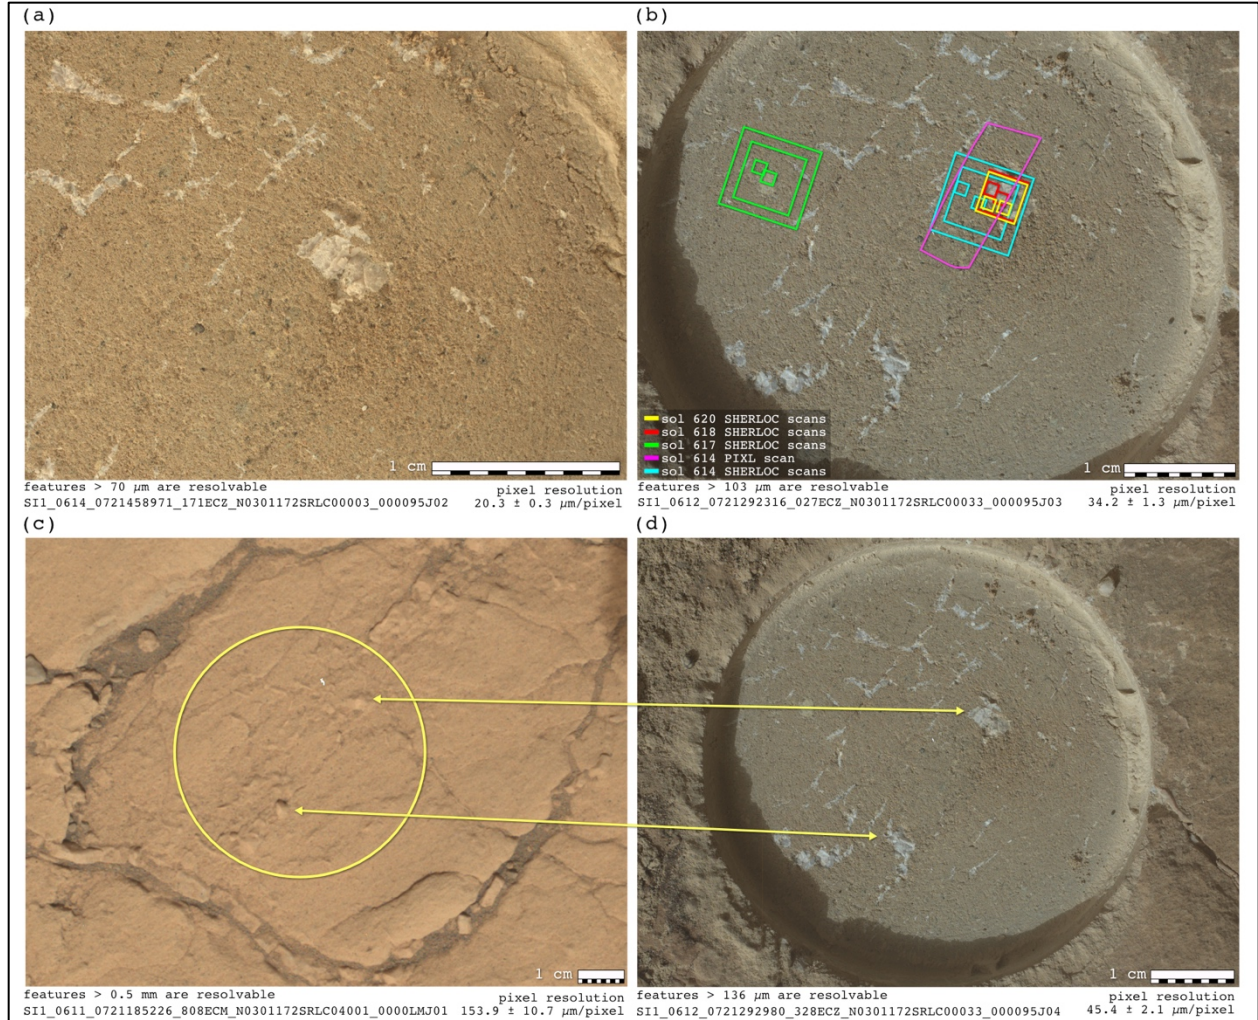 (a)
1 cm
features > 70 µm are resolvable
pixel resolution
SI1_0614_0721458971_171ECZ_N0301172SRLC00003_000095J02
20.3 ± 0.3 µm/pixel
(b)
sol 620 SHERLOC scans
sol 618 SHERLOC scans
sol 617 SHERLOC scans
sol 614 PIXL scan
sol 614 SHERLOC scans
1 cm
features > 103 µm are resolvable
pixel resolution
SI1_0612_0721292316_027ECZ_N0301172SRLC00033_000095J03
34.2 ± 1.3 µm/pixel
(c)
1 cm
features > 0.5 mm are resolvable
pixel resolution
SI1_0611_0721185226_808ECM_N0301172SRLC04001_0000LMJ01
153.9 ± 10.7 µm/pixel
(d)
1 cm
features > 136 µm are resolvable
pixel resolution
SI1_0612_0721292980_328ECZ_N0301172SRLC00033_000095J04
45.4 ± 2.1 µm/pixel